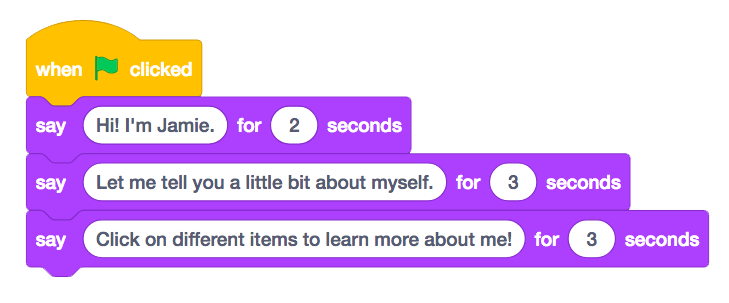 when clicked
say Hi! I'm Jamie. for 2 seconds
say Let me tell you a little bit about myself. for 3 seconds
say Click on different items to learn more about me! for 3 seconds